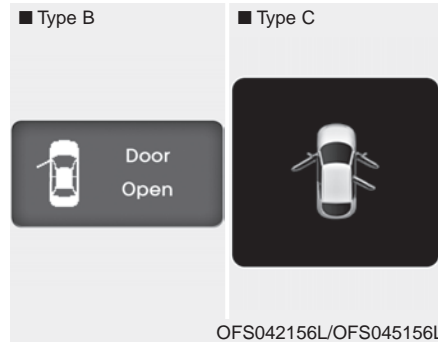 ■ Type B
■ Type C
Door
Open
OFS042156L/OFS045156L